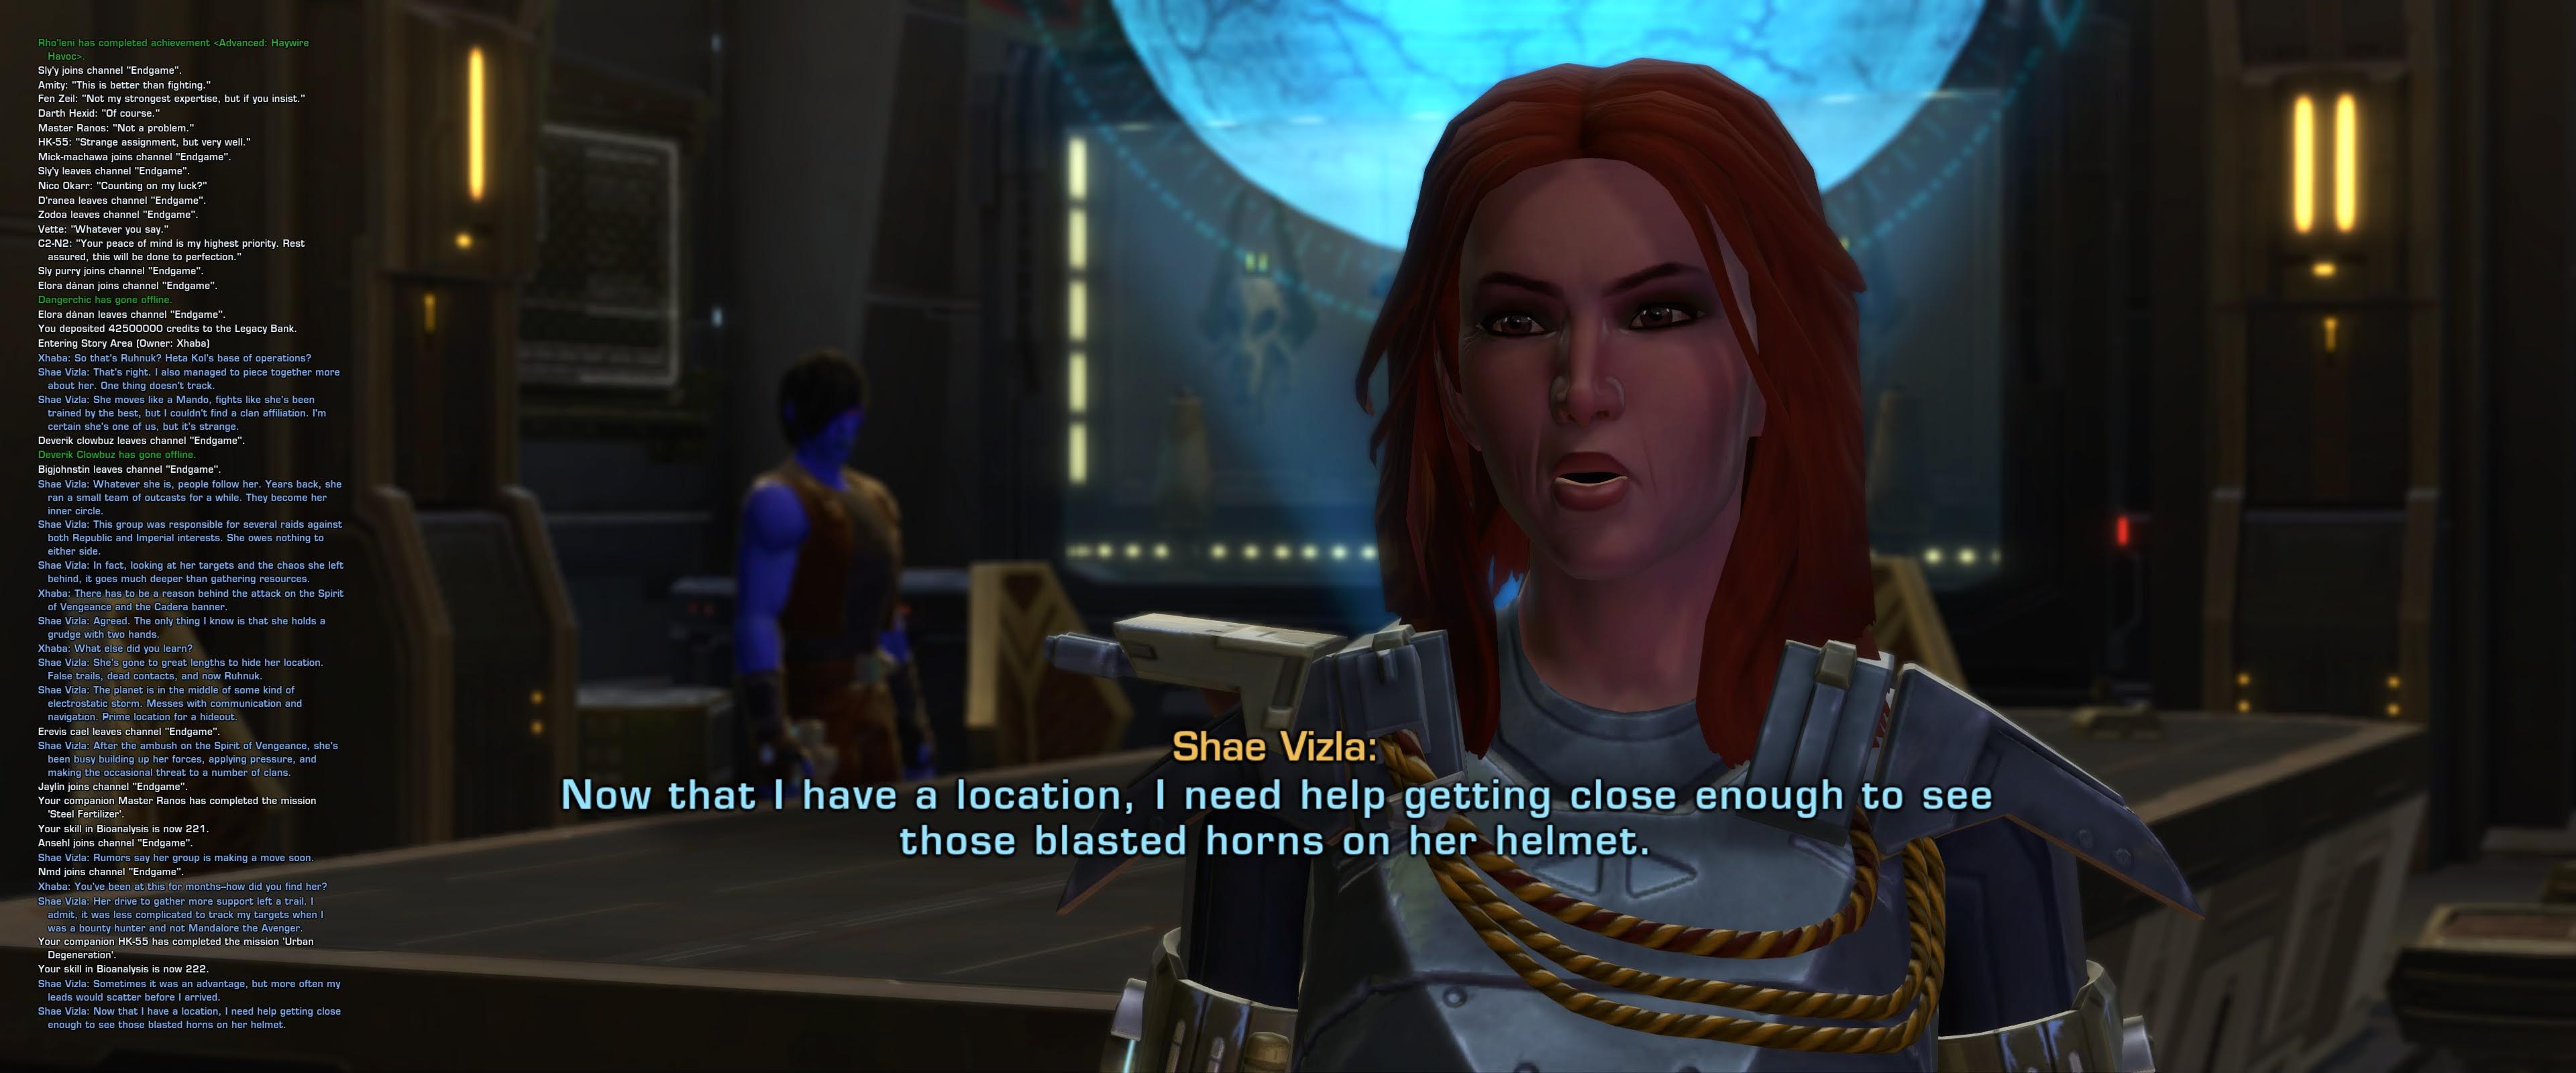 Rho'leni has completed achievement <Advanced: Haywire
Havoc>.
Sly'y joins channel "Endgame".
Amity: "This is better than fighting."
Fen Zeil: "Not my strongest expertise, but if you insist."
Darth Hexid: "Of course."
Master Ranos: "Not a problem."
HK-55: "Strange assignment, but very well."
Mick-machawa joins channel "Endgame".
Sly'y leaves channel "Endgame".
Nico Okarr: "Counting on my luck?"
D'ranea leaves channel "Endgame".
Zodoa leaves channel "Endgame".
Vette: "Whatever you say."
C2-N2: "Your peace of mind is my highest priority. Rest
assured, this will be done to perfection."
Sly purry joins channel "Endgame".
Elora dànan joins channel "Endgame".
Dangerchic has gone offline.
Elora dànan leaves channel "Endgame".
You deposited 42500000 credits to the Legacy Bank.
Entering Story Area (Owner: Xhaba)
Xhaba: So that's Ruhnuk? Heta Kol's base of operations?
Shae Vizla: That's right. I also managed to piece together more
about her. One thing doesn't track.
Shae Vizla: She moves like a Mando, fights like she's been
trained by the best, but I couldn't find a clan affiliation. I'm
certain she's one of us, but it's strange.
Deverik clowbuz leaves channel "Endgame".
Deverik Clowbuz has gone offline.
Bigjohnstin leaves channel "Endgame".
Shae Vizla: Whatever she is, people follow her. Years back, she
ran a small team of outcasts for a while. They become her
inner circle.
Shae Vizla: This group was responsible for several raids against
both Republic and Imperial interests. She owes nothing to
either side.
Shae Vizla: In fact, looking at her targets and the chaos she left
behind, it goes much deeper than gathering resources.
Xhaba: There has to be a reason behind the attack on the Spirit
of Vengeance and the Cadera banner.
Shae Vizla: Agreed. The only thing I know is that she holds a
grudge with two hands.
Xhaba: What else did you learn?
Shae Vizla: She's gone to great lengths to hide her location.
False trails, dead contacts, and now Ruhnuk.
Shae Vizla: The planet is in the middle of some kind of
electrostatic storm. Messes with communication and
navigation. Prime location for a hideout.
Erevis cael leaves channel "Endgame".
Shae Vizla: After the ambush on the Spirit of Vengeance, she's
been busy building up her forces, applying pressure, and
making the occasional threat to a number of clans.
Jaylin joins channel "Endgame".
Your companion Master Ranos has completed the mission
'Steel Fertilizer'.
Your skill in Bioanalysis is now 221.
Ansehl joins channel "Endgame".
Shae Vizla: Rumors say her group is making a move soon.
Nmd joins channel "Endgame".
Xhaba: You've been at this for months—how did you find her?
Shae Vizla: Her drive to gather more support left a trail. I
admit, it was less complicated to track my targets when I
was a bounty hunter and not Mandalore the Avenger.
Your companion HK-55 has completed the mission 'Urban
Degeneration'.
Your skill in Bioanalysis is now 222.
Shae Vizla: Sometimes it was an advantage, but more often my
leads would scatter before I arrived.
Shae Vizla: Now that I have a location, I need help getting close
enough to see those blasted horns on her helmet.
Shae Vizla:
Now that I have a location, I need help getting close enough to see
those blasted horns on her helmet.